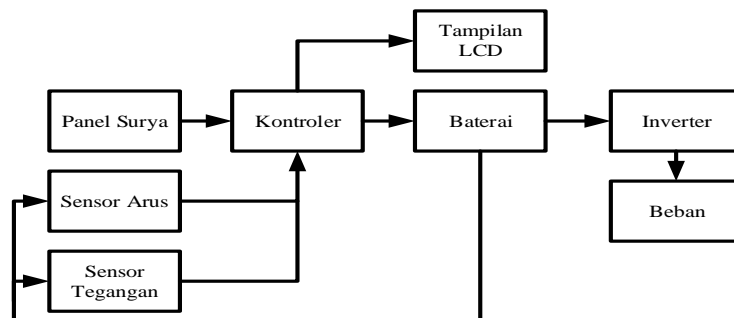 Tampilan
LCD
Panel Surya
Kontroler
Baterai
Inverter
Sensor Arus
Beban
Sensor
Tegangan